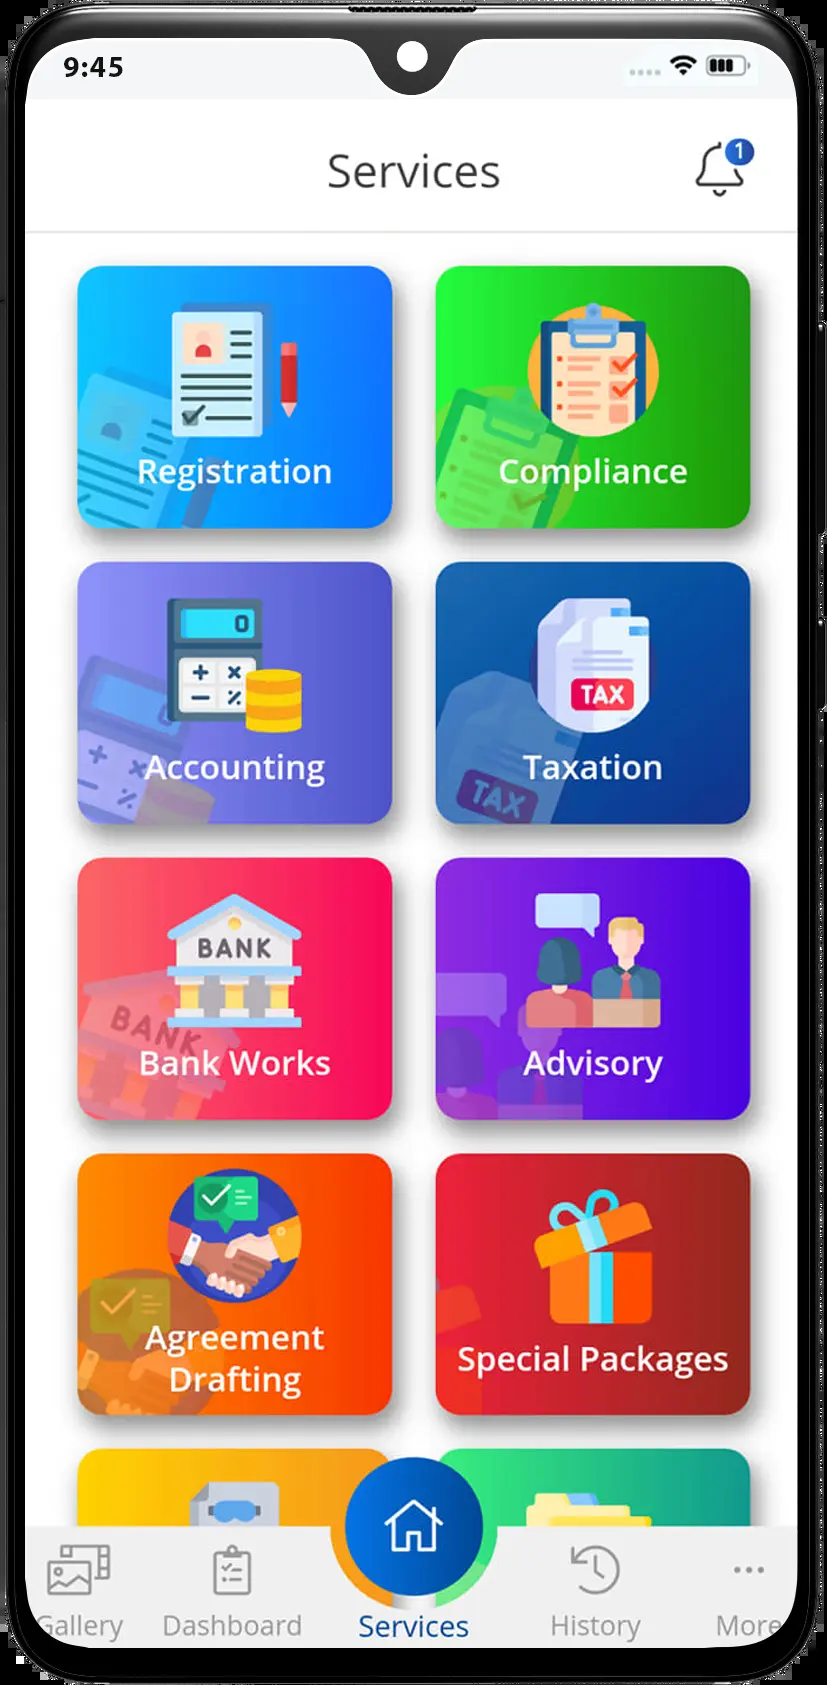 9:45
Services
1
Registration
Compliance
0
Accounting
TAX
TAX
Taxation
BANK
BANK
Bank Works
Advisory
Agreement
Drafting
Special Packages
Gallery
Dashboard
Services
History
More